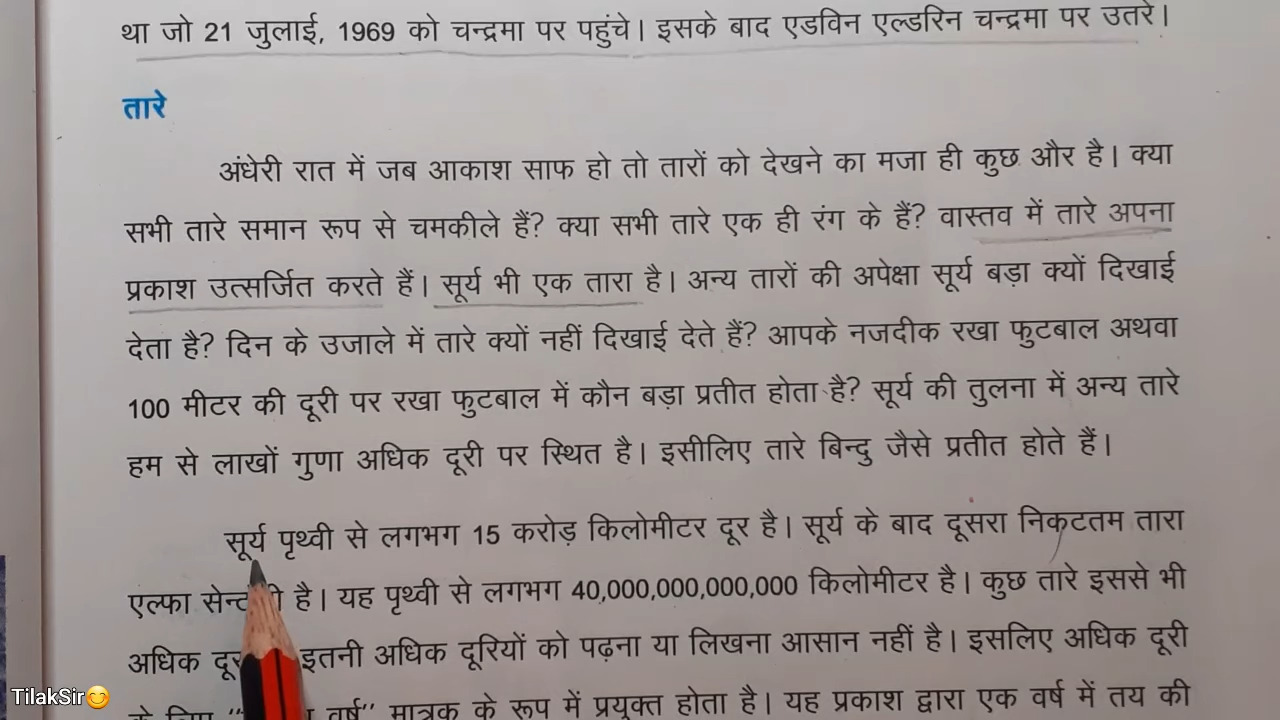 था जो 21 जुलाई, 1969 को चन्द्रमा पर पहुंचे। इसके बाद एडविन एल्डरिन चन्द्रमा पर उतरे।
तारे
अंधेरी रात में जब आकाश साफ हो तो तारों को देखने का मजा ही कुछ और है। क्या
सभी तारे समान रूप से चमकीले हैं? क्या सभी तारे एक ही रंग के हैं? वास्तव में तारे अपना
प्रकाश उत्सर्जित करते हैं। सूर्य भी एक तारा है। अन्य तारों की अपेक्षा सूर्य बड़ा क्यों दिखाई
देता है? दिन के उजाले में तारे क्यों नहीं दिखाई देते हैं? आपके नजदीक रखा फुटबाल अथवा
100 मीटर की दूरी पर रखा फुटबाल में कौन बड़ा प्रतीत होता है? सूर्य की तुलना में अन्य तारे
हम से लाखों गुणा अधिक दूरी पर स्थित है। इसीलिए तारे बिन्दु जैसे प्रतीत होते हैं।
सूर्य पृथ्वी से लगभग 15 करोड़ किलोमीटर दूर है। सूर्य के बाद दूसरा निकटतम तारा
एल्फा है। यह पृथ्वी से लगभग 40,000,000,000,000 किलोमीटर है। कुछ तारे इससे भी
अधिक इतनी अधिक दूरियों को पढ़ना या लिखना आसान नहीं है। इसलिए अधिक दूरी
वर्ष" मात्रक के रूप में प्रयुक्त होता है। यह प्रकाश द्वारा एक वर्ष में तय की
TilakSir😊